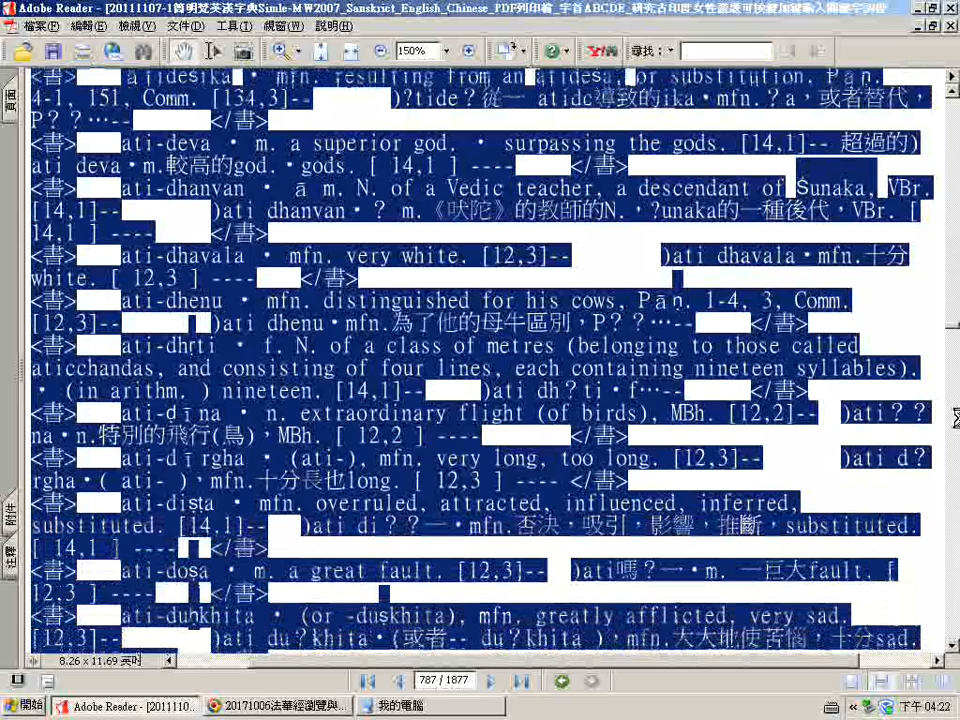 Adobe Reader - [20111107-1簡明梵英漢字典Simle-MW2007_Sanskrict_English_Chinese_PDF列印檔_字首ABCDE_研究古印度女性
檔案(F) 編輯(E) 檢視(V) 文件(D) 工具(T) 視窗(W) 說明(H)
150% 尋找：
頁面
附件
注釋
<書> atideśika • mfn. resulting from an atideśa, or substitution. Pāṇ.
4-1, 151, Comm. [134,3]-- )?tide？從一 atide導致的ika・mfn.？a，或者替代，
P？？…-- </書>
<書> ati-deva • m. a superior god. • surpassing the gods. [14,1]-- 超過的)
ati deva・m.較高的god.・gods. [ 14,1 ] ---- </書>
<書> ati-dhanvan • ā m. N. of a Vedic teacher, a descendant of Śunaka, VBr.
[14,1]-- )ati dhanvan・？ m.《吠陀》的教師的N.，?unaka的一種後代，VBr. [
14,1 ] ---- </書>
<書> ati-dhavala • mfn. very white. [12,3]-- )ati dhavala・mfn.十分
white. [ 12,3 ] ---- </書>
<書> ati-dhenu • mfn. distinguished for his cows, Pāṇ. 1-4, 3, Comm.
[12,3]-- )ati dhenu・mfn.為了他的母牛區別，P？？…-- </書>
<書> ati-dhṛti • f. N. of a class of metres (belonging to those called
aticchandas, and consisting of four lines, each containing nineteen syllables).
• (in arithm. ) nineteen. [14,1]-- )ati dh？ti・f…-- </書>
<書> ati-ḍīna • n. extraordinary flight (of birds), MBh. [12,2]-- )ati？？
na・n.特別的飛行(鳥)，MBh. [ 12,2 ] ---- </書>
<書> ati-dīrgha • (ati-), mfn. very long, too long. [12,3]-- )ati d？
rgha・( ati- )，mfn.十分長也long. [ 12,3 ] ---- </書>
<書> ati-diṣṭa • mfn. overruled, attracted, influenced, inferred,
substituted. [14,1]-- )ati di？？一・mfn.否決，吸引，影響，推斷，substituted.
[ 14,1 ] ---- </書>
<書> ati-doṣa • m. a great fault. [12,3]-- )ati嗎？一・m. 一巨大fault. [
12,3 ] ---- </書>
<書> ati-duḥkhita • (or -duṣkhita), mfn. greatly afflicted, very sad.
[12,3]-- )ati du？khita・(或者-- du？khita )，mfn.大大地使苦惱，十分sad.
8.26 x 11.69 英吋
787 / 1877
開始 Adobe Reader - [2011110... 20171006法華經瀏覽與... 我的電腦 下午 04:22